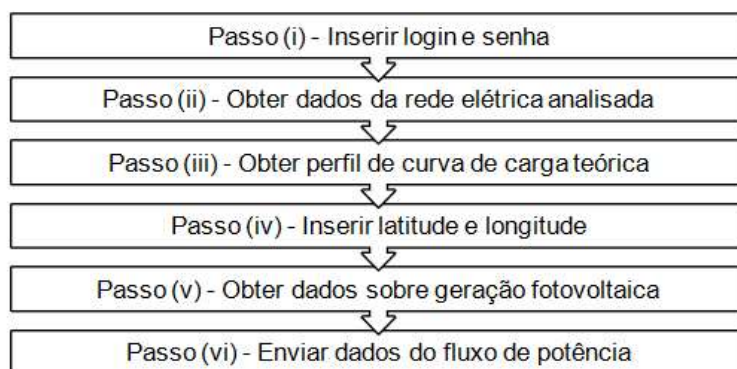 Passo (i) - Inserir login e senha
Passo (ii) - Obter dados da rede elétrica analisada
Passo (iii) - Obter perfil de curva de carga teórica
Passo (iv) - Inserir latitude e longitude
Passo (v) - Obter dados sobre geração fotovoltaica
Passo (vi) - Enviar dados do fluxo de potência